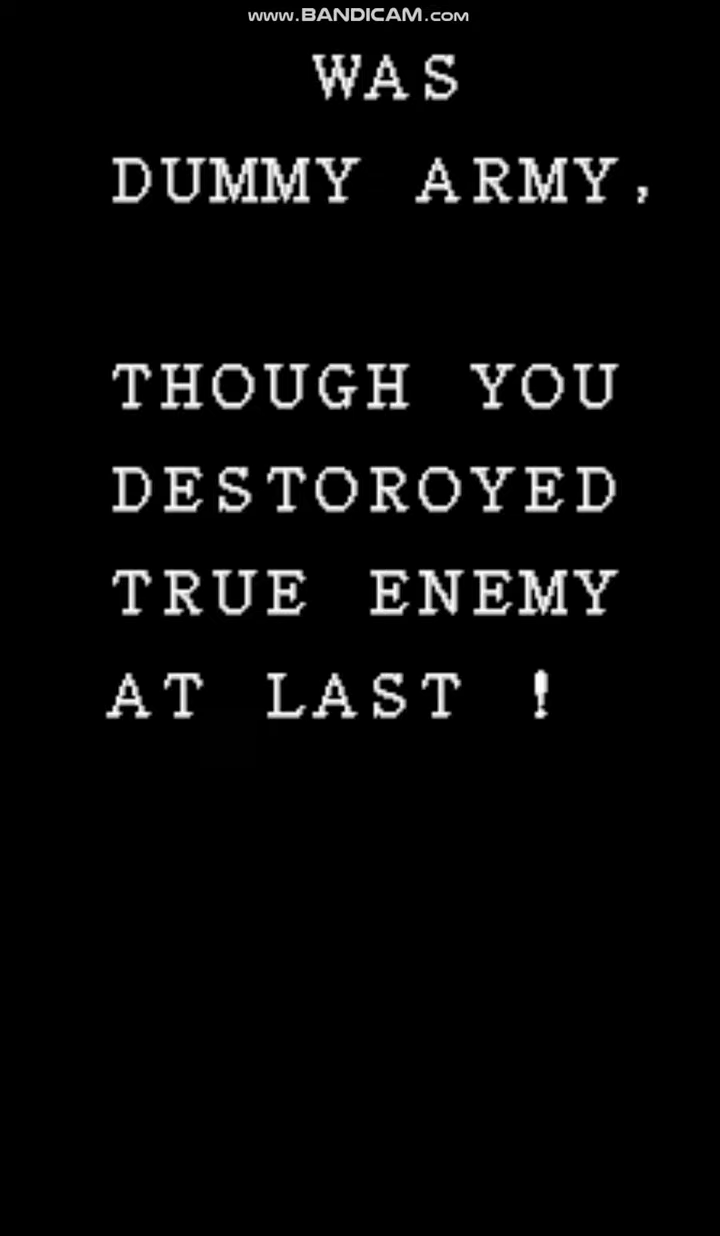 www.BANDICAM.com
WAS
DUMMY ARMY,
THOUGH YOU
DESTOROYED
TRUE ENEMY
AT LAST !